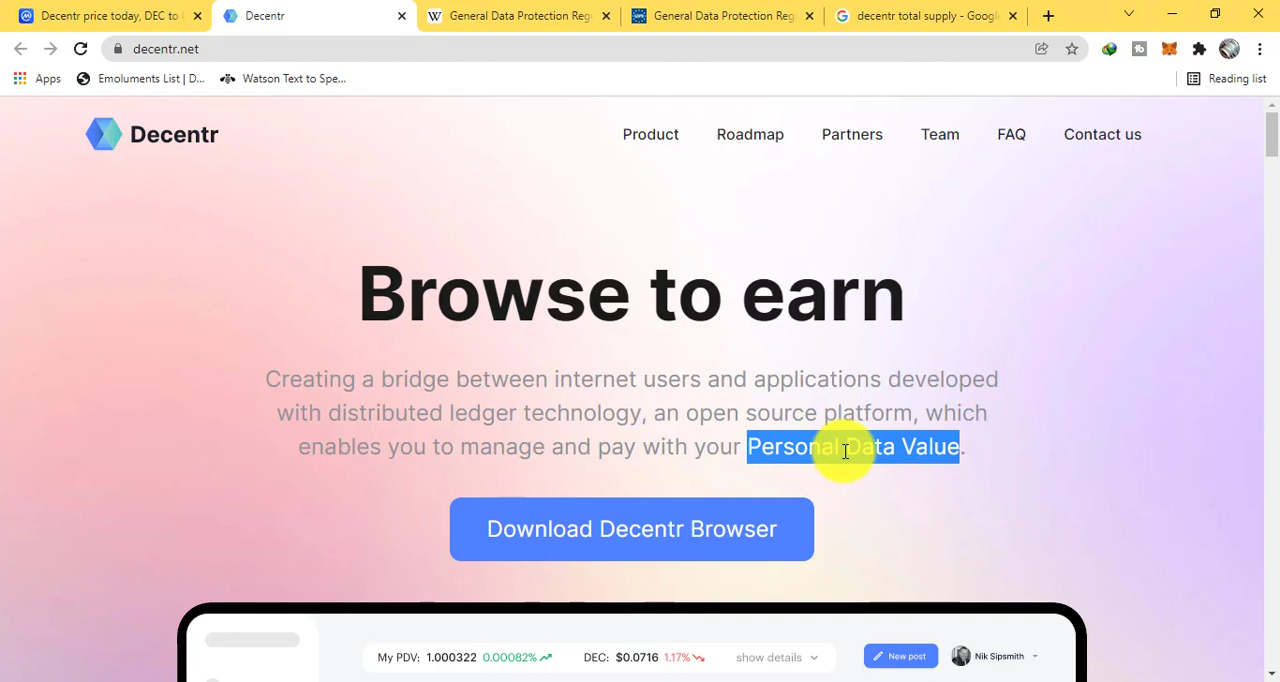 Decentr price today, DEC to
Decentr
General Data Protection Reg
General Data Protection Reg
decentr total supply - Google
decentr.net
Apps
Emoluments List | D...
Watson Text to Spe...
Reading list
Decentr
Product
Roadmap
Partners
Team
FAQ
Contact us
Browse to earn
Creating a bridge between internet users and applications developed
with distributed ledger technology, an open source platform, which
enables you to manage and pay with your Personal Data Value.
Download Decentr Browser
My PDV: 1.000322 0.00082% DEC: $0.0716 1.17% show details New post Nik Sipsmith